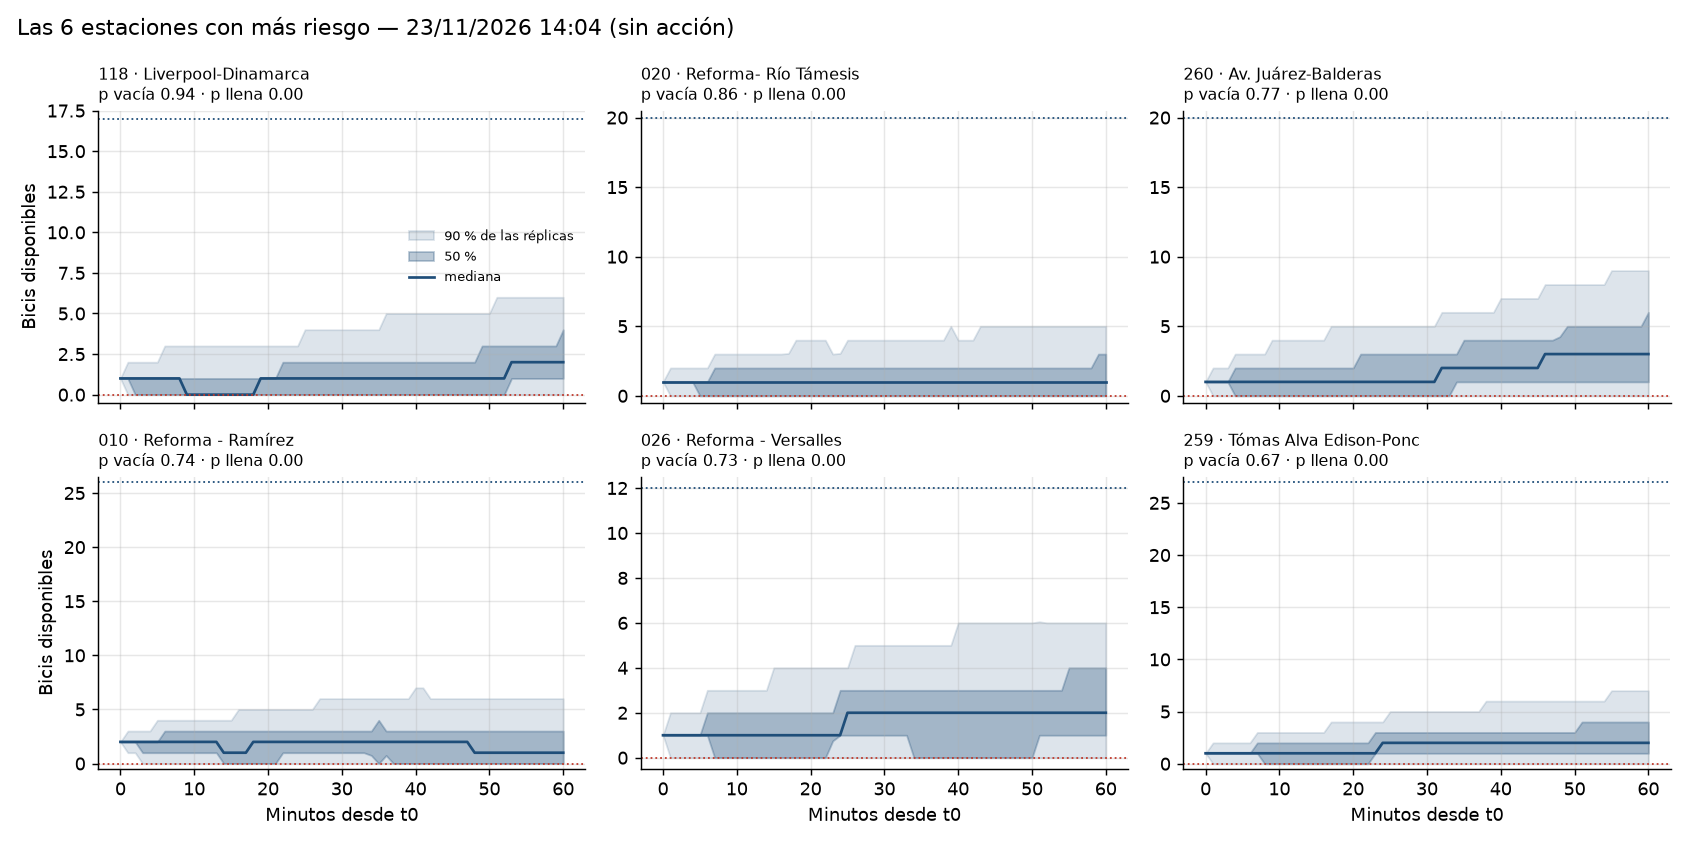 Las 6 estaciones con más riesgo — 23/11/2026 14:04 (sin acción)
118 · Liverpool-Dinamarca
p vacía 0.94 · p llena 0.00
17.5
15.0
12.5
10.0
7.5
5.0
2.5
0.0
Bicis disponibles
90 % de las réplicas
50 %
mediana
020 · Reforma- Río Támesis
p vacía 0.86 · p llena 0.00
20
15
10
5
0
260 · Av. Juárez-Balderas
p vacía 0.77 · p llena 0.00
20
15
10
5
0
010 · Reforma - Ramírez
p vacía 0.74 · p llena 0.00
25
20
15
10
5
0
Bicis disponibles
0 10 20 30 40 50 60
Minutos desde t0
026 · Reforma - Versalles
p vacía 0.73 · p llena 0.00
12
10
8
6
4
2
0
0 10 20 30 40 50 60
Minutos desde t0
259 · Tómas Alva Edison-Ponc
p vacía 0.67 · p llena 0.00
25
20
15
10
5
0
0 10 20 30 40 50 60
Minutos desde t0